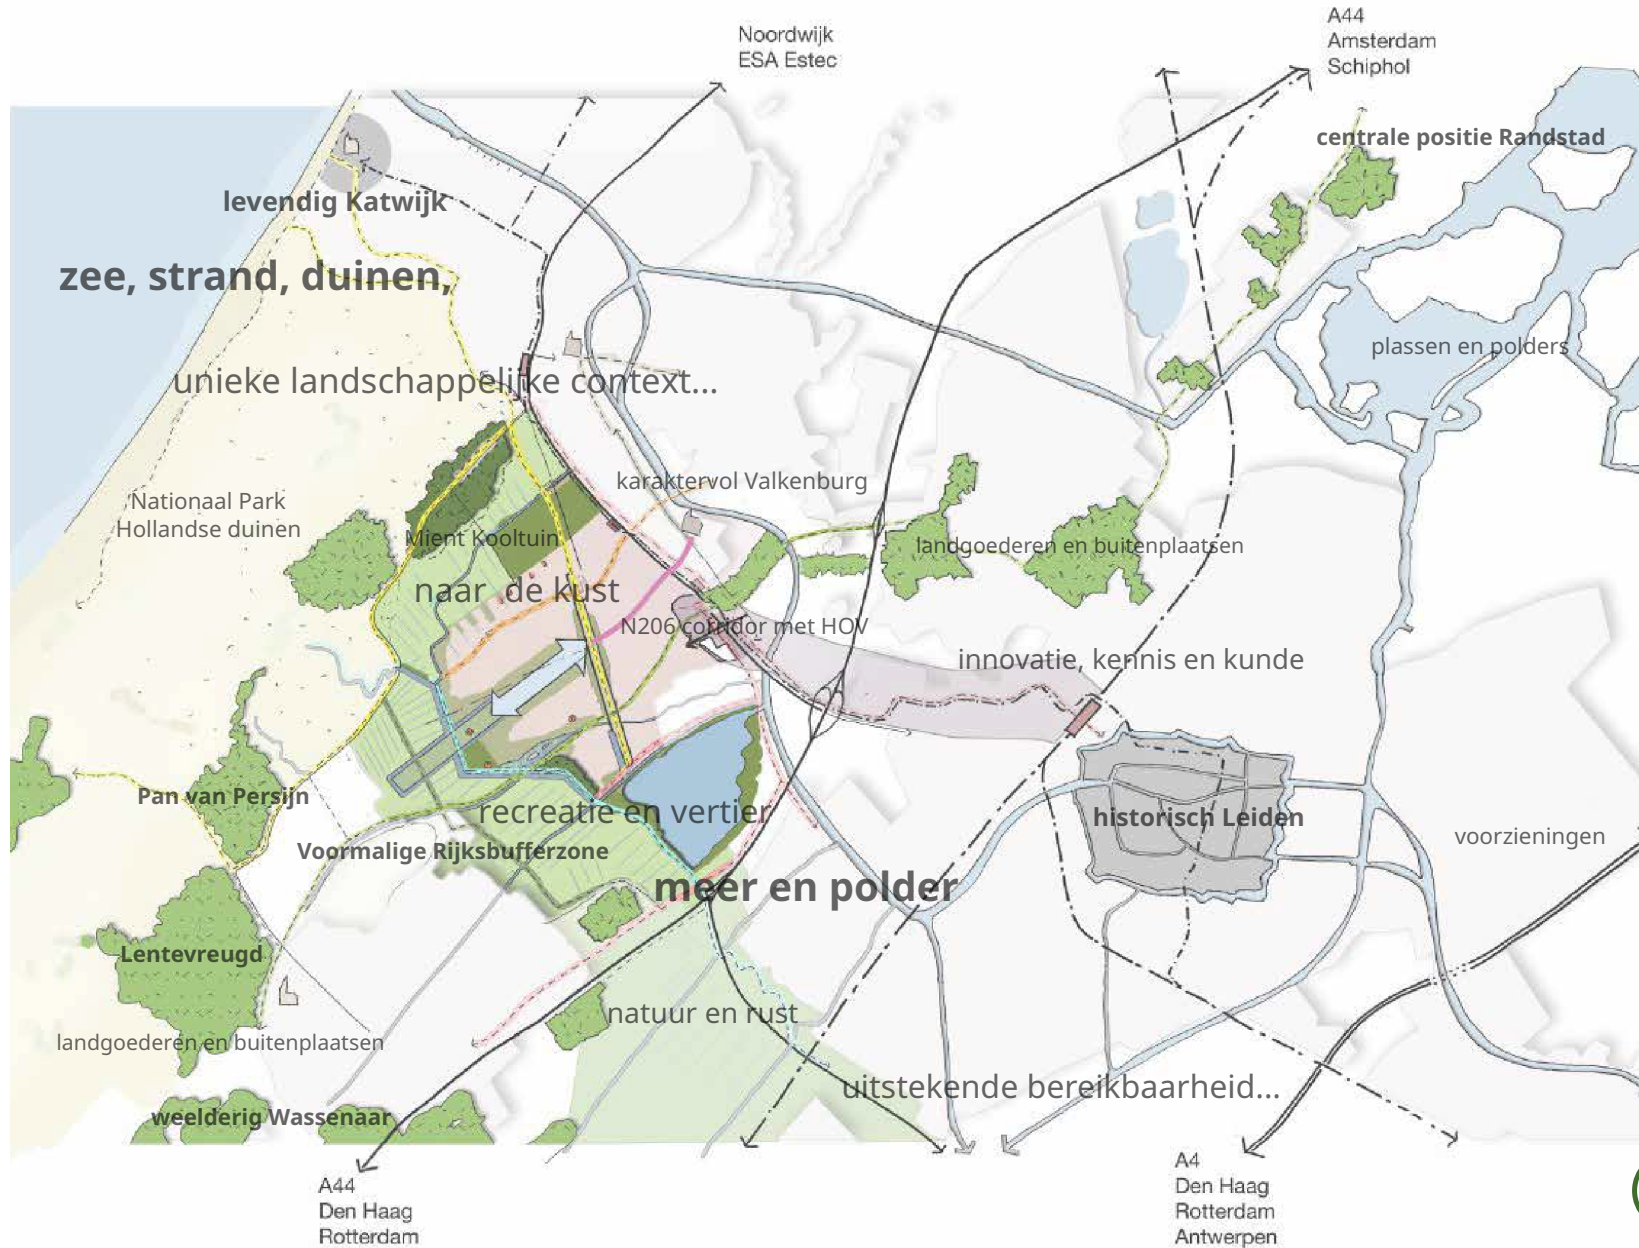 A44
Amsterdam
Schiphol
Noordwijk
ESA Estec
centrale positie Randstad
levendig Katwijk
zee, strand, duinen,
plassen en polders
unieke landschappelijke context...
karaktervol Valkenburg
Nationaal Park
Hollandse duinen
Mient Kooltuin
landgoederen en buitenplaatsen
naar de kust
N206 corridor met HOV
innovatie, kennis en kunde
Pan van Persijn
recreatie en vertier
historisch Leiden
voorzieningen
Voormalige Rijksbufferzone
meer en polder
Lentevreugd
natuur en rust
landgoederen en buitenplaatsen
uitstekende bereikbaarheid...
weelderig Wassenaar
A44
Den Haag
Rotterdam
A4
Den Haag
Rotterdam
Antwerpen